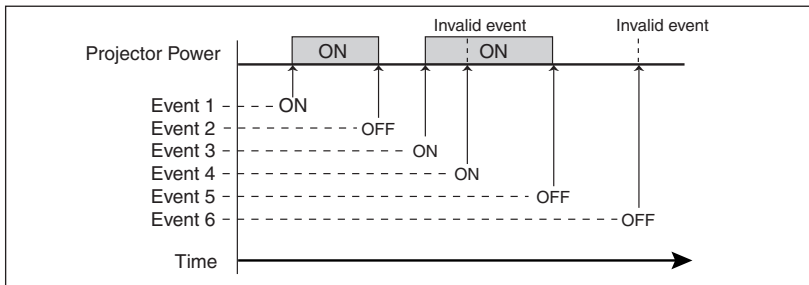 Invalid event Invalid event
Projector Power ON ON
Event 1 ON
Event 2 OFF
Event 3 ON
Event 4 ON
Event 5 OFF
Event 6 OFF
Time